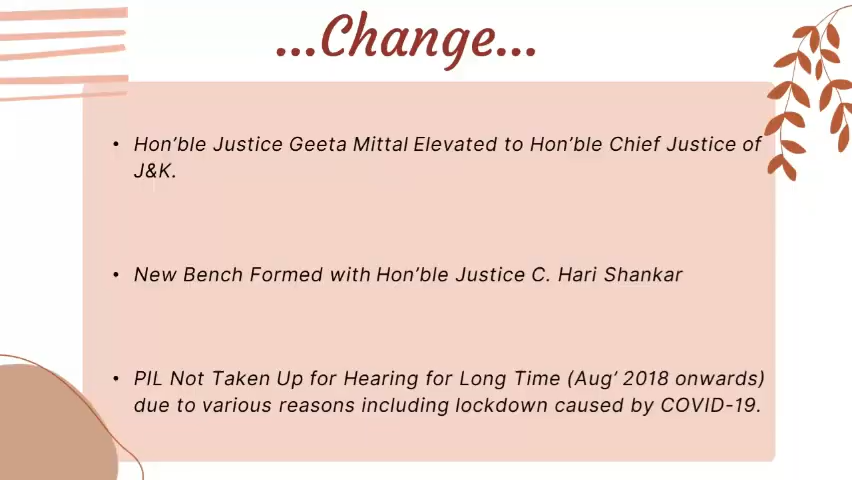 ...Change...
• Hon’ble Justice Geeta Mittal Elevated to Hon’ble Chief Justice of
J&K.
• New Bench Formed with Hon’ble Justice C. Hari Shankar
• PIL Not Taken Up for Hearing for Long Time (Aug’ 2018 onwards)
due to various reasons including lockdown caused by COVID-19.